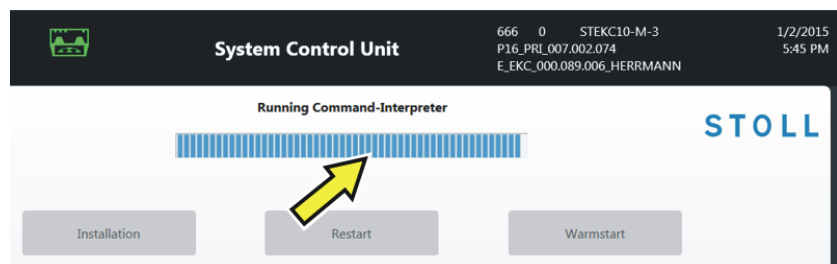 System Control Unit
666 0 STEKC10-M-3
P16_PRI_007.002.074
E_EKC_000.089.006_HERRMANN
1/2/2015
5:45 PM
Running Command-Interpreter
STOLL
Installation
Restart
Warmstart